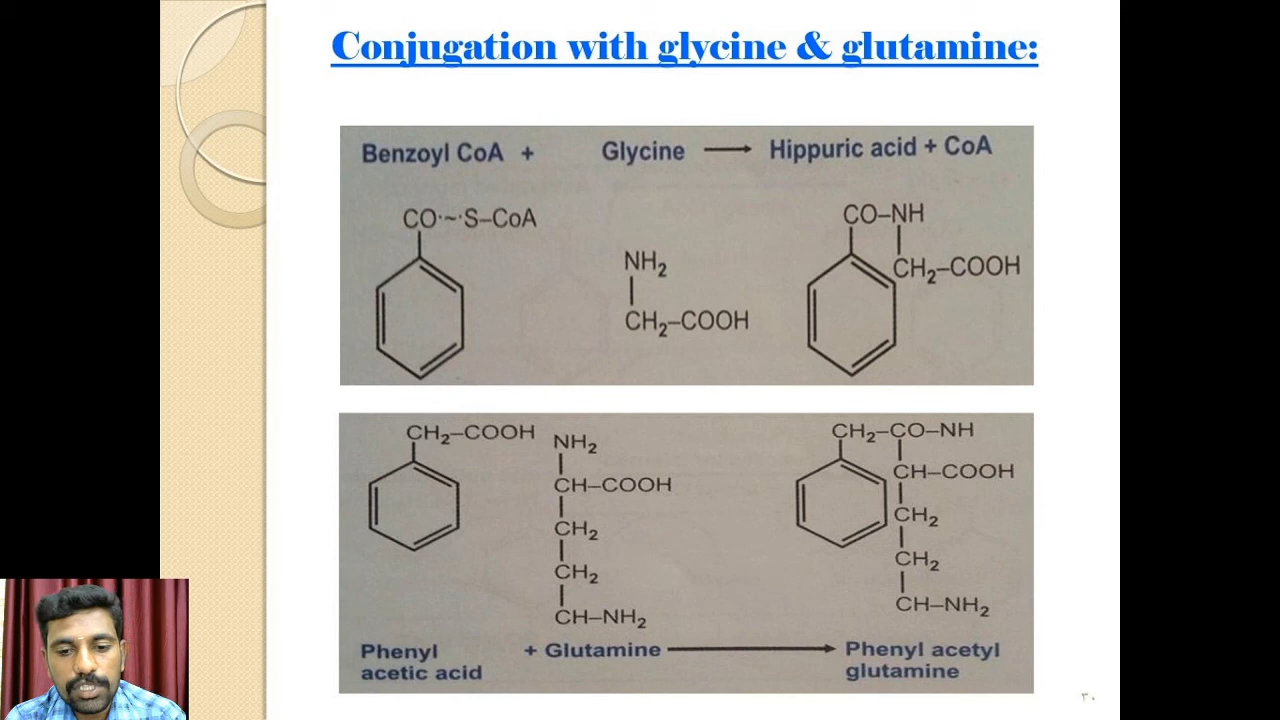 Conjugation with glycine & glutamine:
Benzoyl CoA + Glycine → Hippuric acid + CoA
CO~S–CoA
CO–NH
NH₂
CH₂–COOH
CH₂–COOH
CH₂–COOH
NH₂
CH–COOH
CH₂
CH₂
CH–NH₂
CH₂–CO–NH
CH–COOH
CH₂
CH₂
CH–NH₂
Phenyl acetic acid + Glutamine → Phenyl acetyl glutamine
٣٠